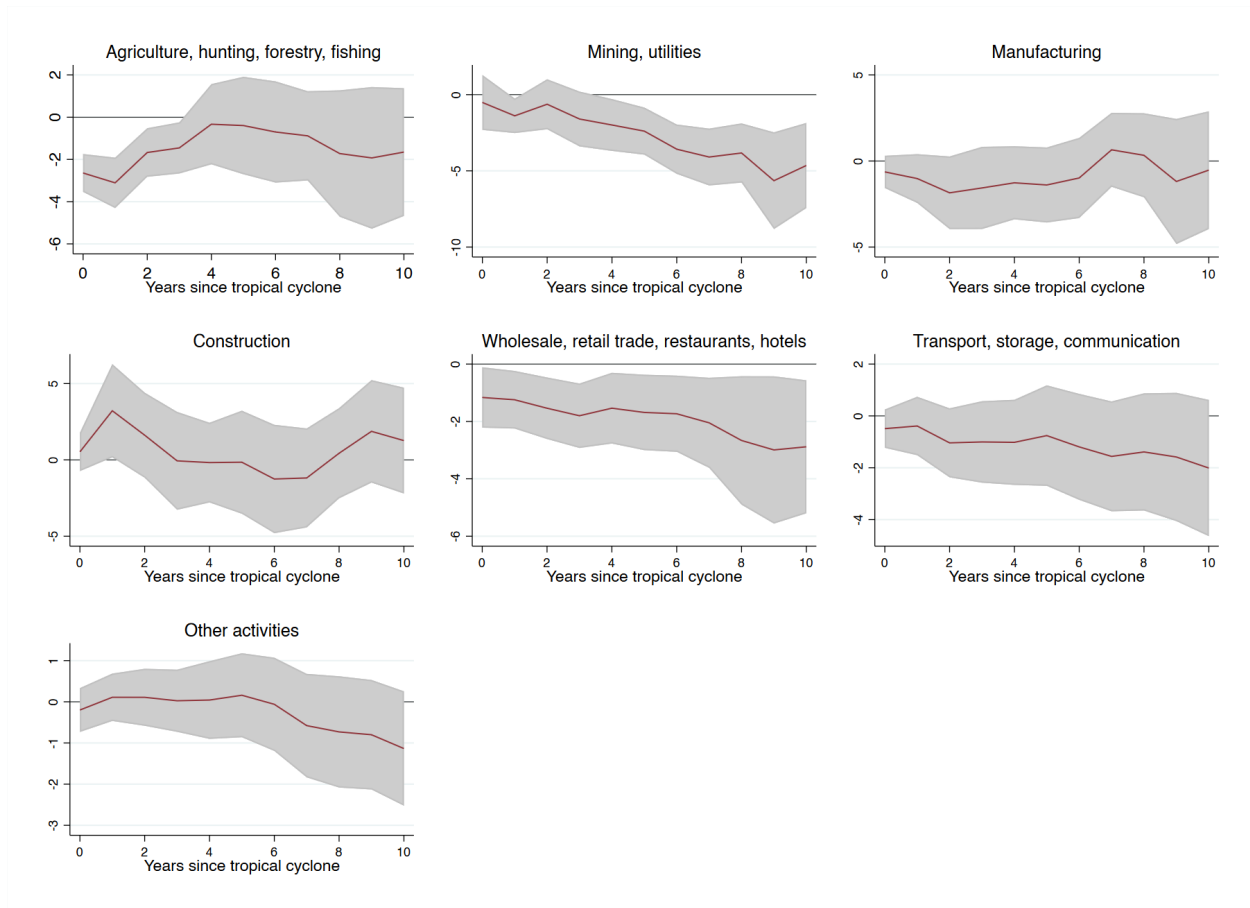 Agriculture, hunting, forestry, fishing
2
0
-2
-4
-6
0 2 4 6 8 10
Years since tropical cyclone
Mining, utilities
0
-5
-10
0 2 4 6 8 10
Years since tropical cyclone
Manufacturing
5
0
-5
0 2 4 6 8 10
Years since tropical cyclone
Construction
5
0
-5
0 2 4 6 8 10
Years since tropical cyclone
Wholesale, retail trade, restaurants, hotels
0
-2
-4
-6
0 2 4 6 8 10
Years since tropical cyclone
Transport, storage, communication
2
0
-2
-4
0 2 4 6 8 10
Years since tropical cyclone
Other activities
1
0
-1
-2
-3
0 2 4 6 8 10
Years since tropical cyclone